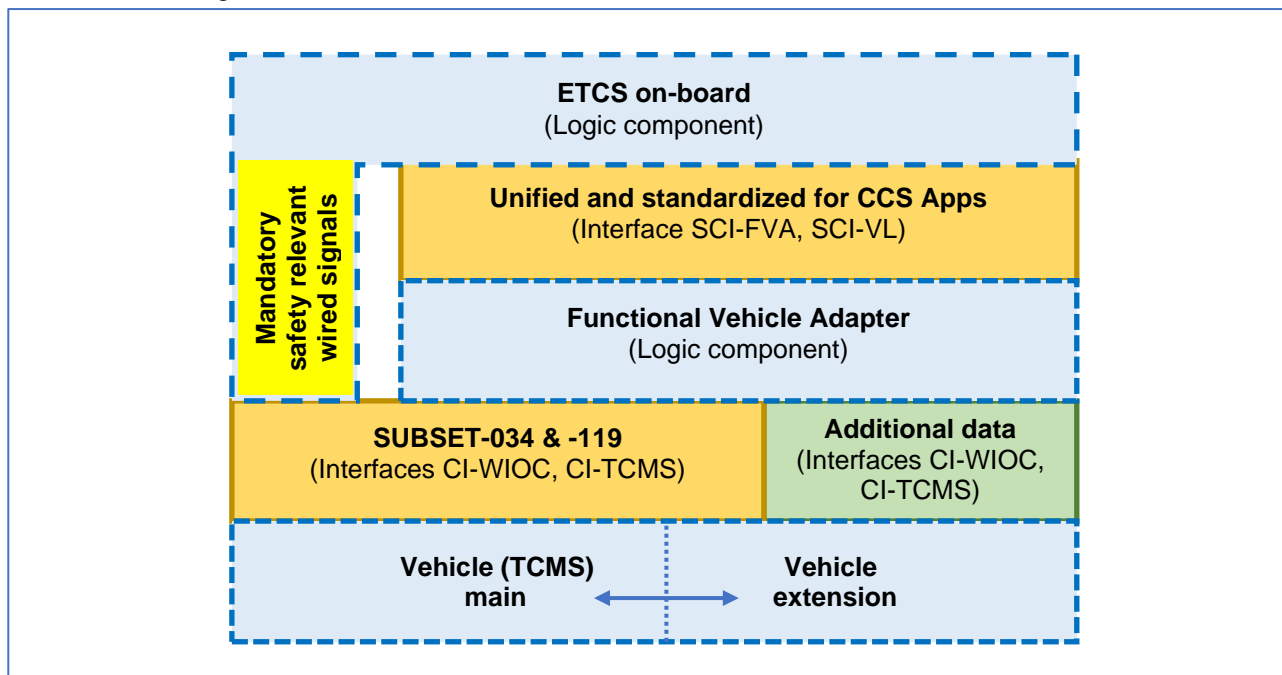 ETCS on-board
(Logic component)
Mandatory
safety relevant
wired signals
Unified and standardized for CCS Apps
(Interface SCI-FVA, SCI-VL)
Functional Vehicle Adapter
(Logic component)
SUBSET-034 & -119
(Interfaces CI-WIOC, CI-TCMS)
Additional data
(Interfaces CI-WIOC,
CI-TCMS)
Vehicle (TCMS)
main
Vehicle
extension